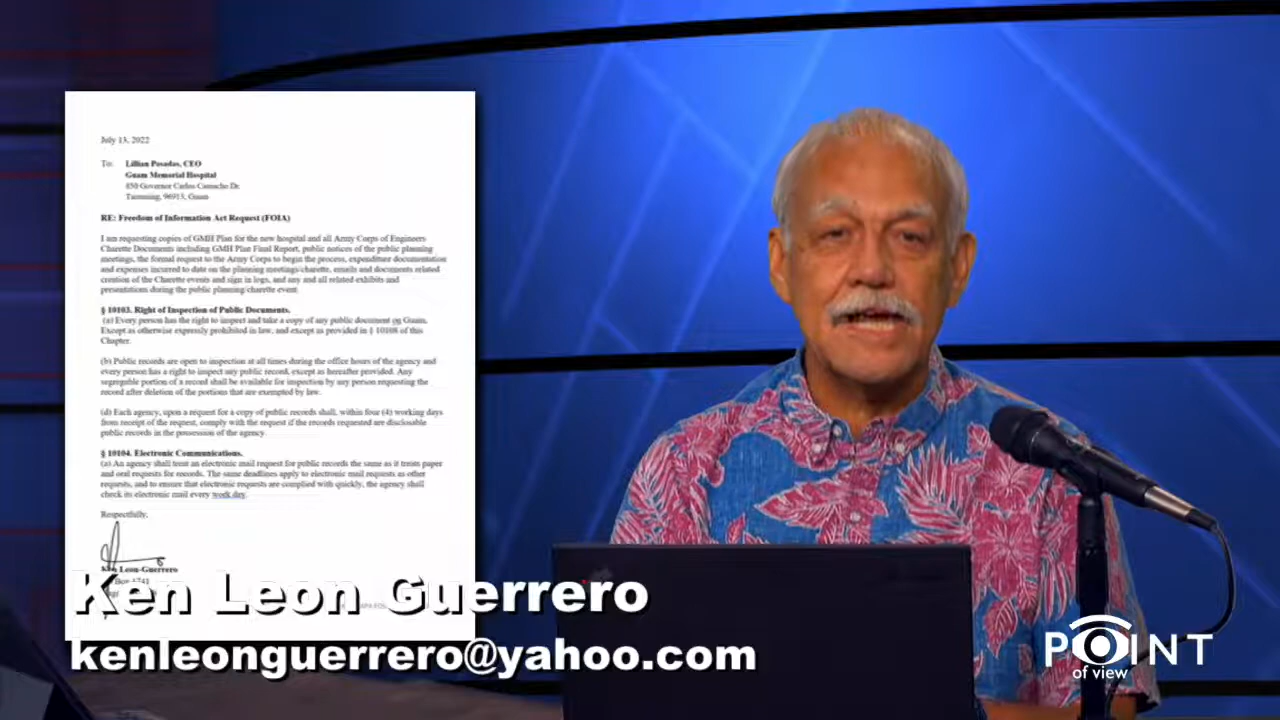 July 13, 2022
To: Lillian Posadas, CEO
Guam Memorial Hospital
850 Governor Carlos Camacho Dr.
Tamuning, 96913, Guam
RE: Freedom of Information Act Request (FOIA)
I am requesting copies of GMH Plan for the new hospital and all Army Corps of Engineers
Charette Documents including GMH Plan Final Report, public notices of the public planning
meetings, the formal request to the Army Corps to begin the process, expenditure documentation
and expenses incurred to date on the planning meetings/charette, emails and documents related
creation of the Charette events and sign in logs, and any and all related exhibits and
presentations during the public planning/charette event.
§ 10103. Right of Inspection of Public Documents.
(a) Every person has the right to inspect and take a copy of any public document on Guam,
Except as otherwise expressly prohibited in law, and except as provided in § 10108 of this
Chapter.
(b) Public records are open to inspection at all times during the office hours of the agency and
every person has a right to inspect any public record, except as hereafter provided. Any
segregable portion of a record shall be available for inspection by any person requesting the
record after deletion of the portions that are exempted by law.
(d) Each agency, upon a request for a copy of public records shall, within four (4) working days
from receipt of the request, comply with the request if the records requested are disclosable
public records in the possession of the agency.
§ 10104. Electronic Communications.
(a) An agency shall treat an electronic mail request for public records the same as it treats paper
and oral requests for records. The same deadlines apply to electronic mail requests as other
requests, and to ensure that electronic requests are complied with quickly, the agency shall
check its electronic mail every work day.
Respectfully,
Ken Leon-Guerrero
Box 1741
Ken Leon Guerrero
kenleonguerrero@yahoo.com
POINT
of view